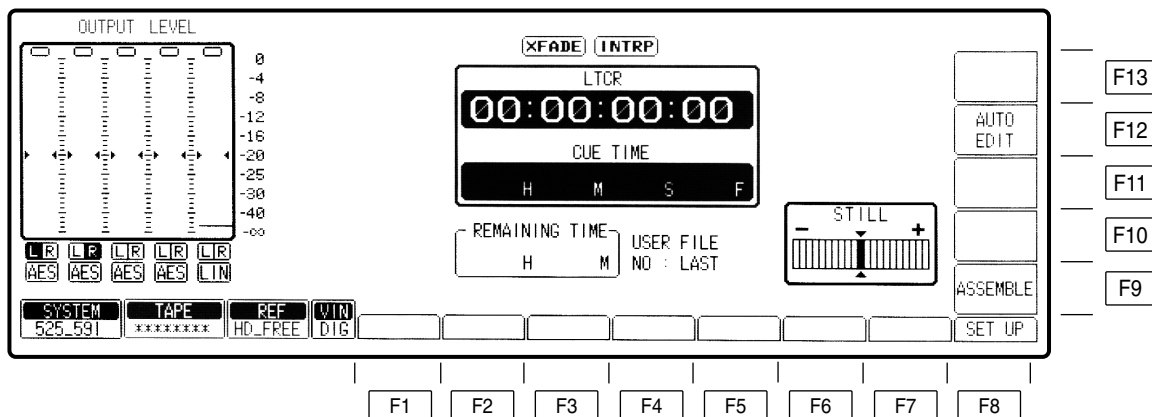 OUTPUT LEVEL
0
-4
-8
-12
-16
-20
-25
-30
-40
-∞
L R L R L R L R L R
AES AES AES AES LIN
SYSTEM TAPE REF VIN
525_591 ******** HD_FREE DIG
XFADE INTRP
LTCR
00:00:00:00
CUE TIME
H M S F
REMAINING TIME
H M
USER FILE
NO : LAST
STILL
- +
AUTO
EDIT
ASSEMBLE
SET UP
F13
F12
F11
F10
F9
F1 F2 F3 F4 F5 F6 F7 F8